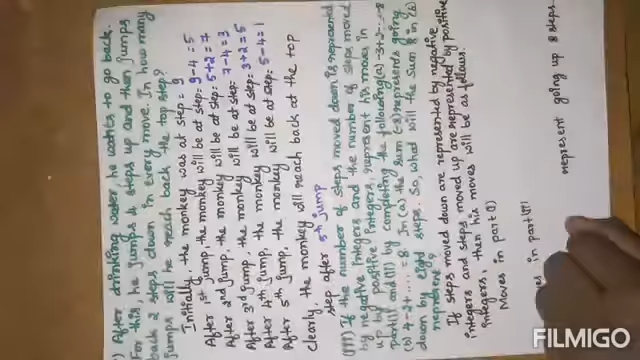 i) After drinking water, he wants to go back.
For this, he jumps 4 steps up and then jumps
back 2 steps down in every move. In how many
jumps will he reach back the top step?
Initially, the monkey was at step = 9
After 1st jump, the monkey will be at step = 9-4 = 5
After 2nd jump, the monkey will be at step: 5+2 = 7
After 3rd jump, the monkey will be at step: 7-4 = 3
After 4th jump, the monkey will be at step: 3+2 = 5
After 5th jump, the monkey will be at step: 5-4 = 1
clearly, the monkey will reach back at the top
step after 5th jump
(III) If the number of steps moved down is represented
by negative integers and the number of steps moved
up by positive integers, represent his moves in
part (I) and (II) by completing the following (a) -3+2- ... = -8
(b) 4-2+ ... = 8. In (a) the sum (-8) represents going
down by eight steps. So, what will the sum 8 in (b)
represent?
If steps moved down are represented by negative
integers and steps moved up are represented by positive
integers, then his moves will be as follows.
Moves in part (I)
ves in part (II)
represent going up 8 steps.
FILMIGO